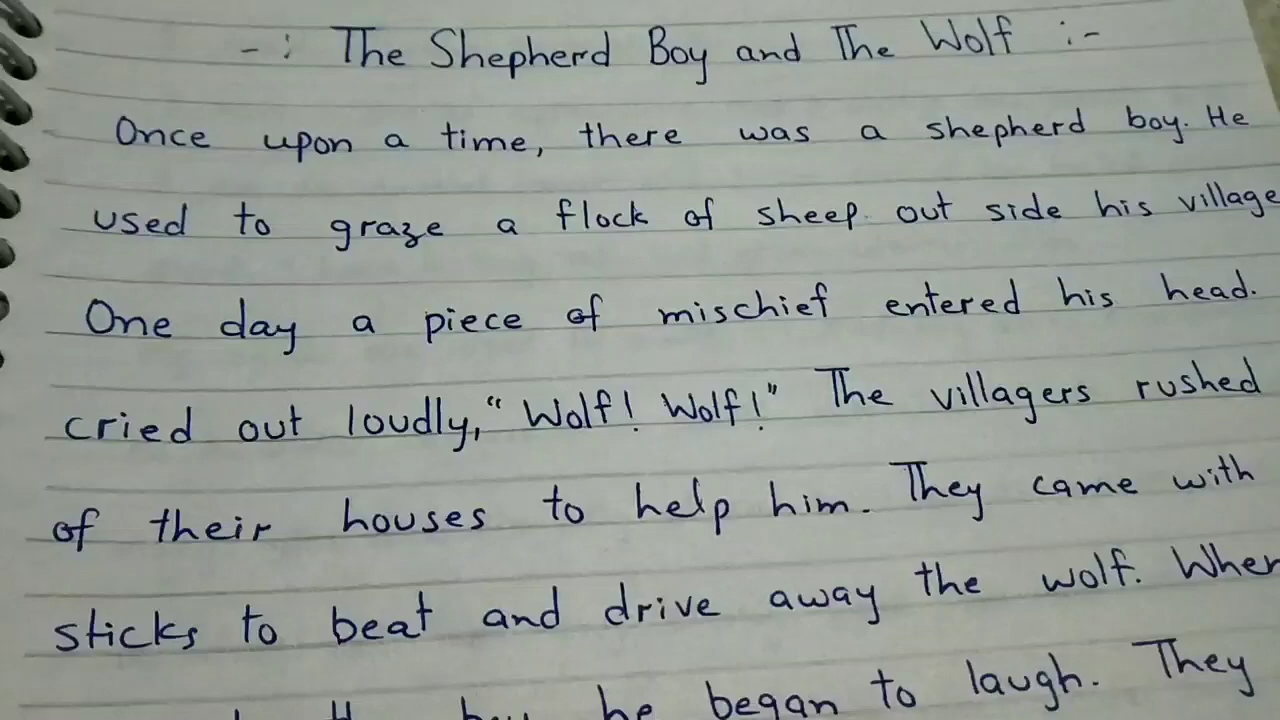 -: The Shepherd Boy and The Wolf :-
Once upon a time, there was a shepherd boy. He
used to graze a flock of sheep out side his village
One day a piece of mischief entered his head.
cried out loudly, "Wolf! Wolf!" The villagers rushed
of their houses to help him. They came with
sticks to beat and drive away the wolf. When
he began to laugh. They